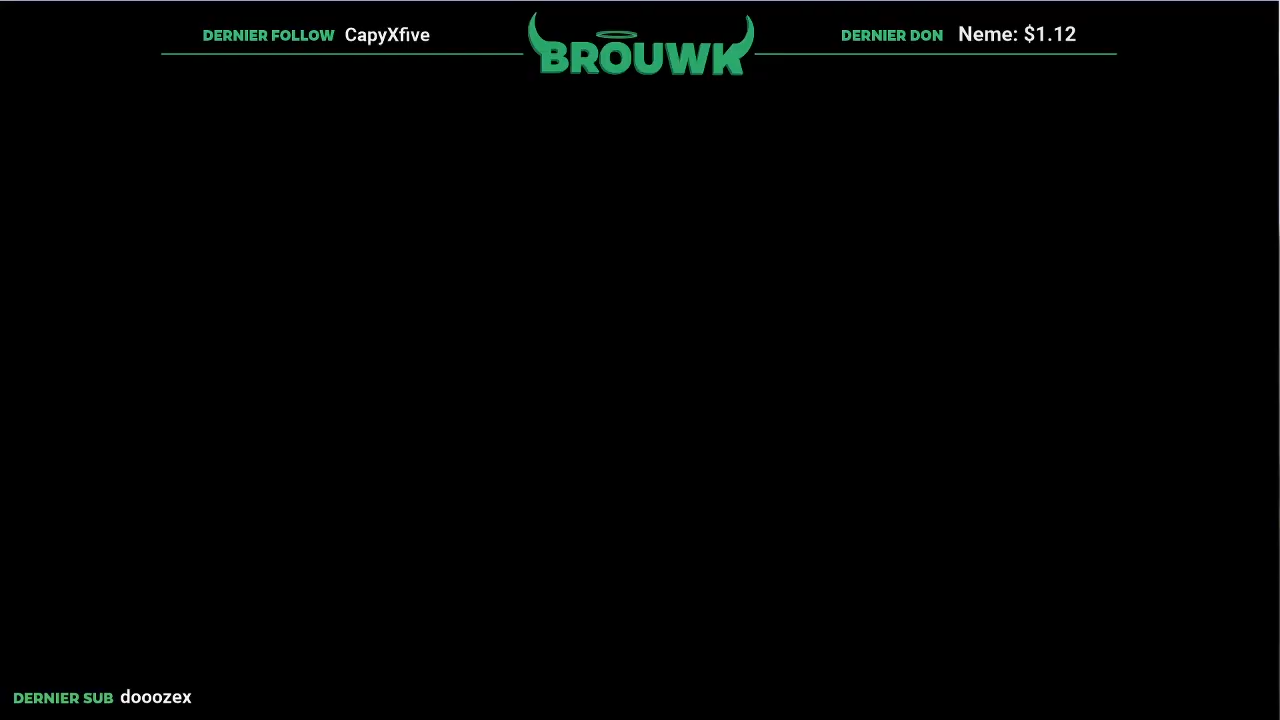 DERNIER FOLLOW CapyXfive
BROUWK
DERNIER DON Neme: $1.12
DERNIER SUB dooozex